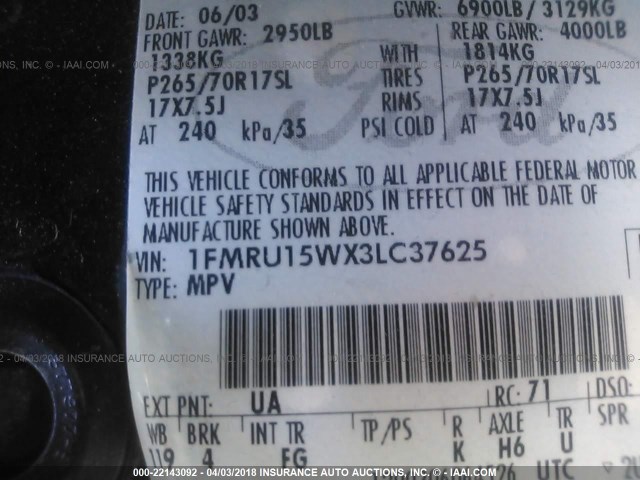 DATE: 06/03 GVWR: 6900LB / 3129KG
FRONT GAWR: 2950LB REAR GAWR: 4000LB
1338KG WITH 1814KG
P265/70R17SL TIRES P265/70R17SL
17X7.5J RIMS 17X7.5J
AT 240 kPa/35 PSI COLD AT 240 kPa/35
Ford
THIS VEHICLE CONFORMS TO ALL APPLICABLE FEDERAL MOTOR
VEHICLE SAFETY STANDARDS IN EFFECT ON THE DATE OF
MANUFACTURE SHOWN ABOVE.
VIN: 1FMRU15WX3LC37625
TYPE: MPV
EXT PNT: UA RC: 71 DSO:
WB BRK INT TR TP/PS R AXLE TR SPR
119 4 FG K H6 U
UTC
000-22143092 - 04/03/2018 - INSURANCE AUTO AUCTIONS, INC. - IAAI.COM